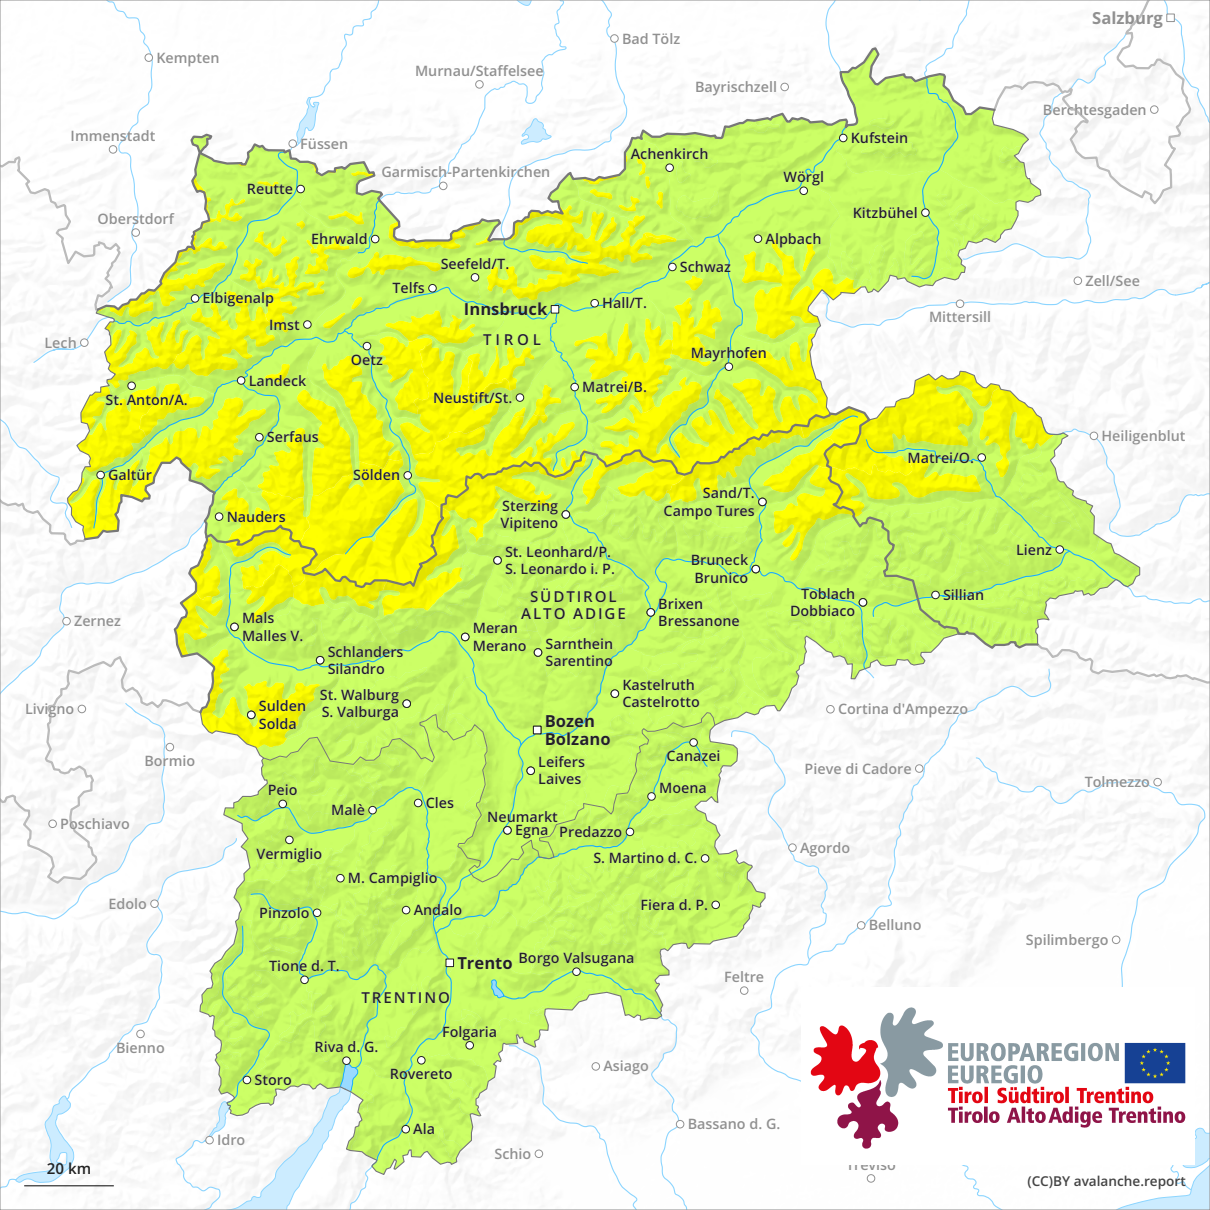 Salzburg
Bad Tölz
Kempten
Murnau/Staffelsee
Bayrischzell
Berchtesgaden
Immenstadt
Füssen
Kufstein
Achenkirch
Garmisch-Partenkirchen
Wörgl
Reutte
Oberstdorf
Kitzbühel
Ehrwald
Alpbach
Seefeld/T.
Schwaz
Zell/See
Telfs
Elbigenalp
Innsbruck
Hall/T.
Mittersill
Imst
TIROL
Lech
Oetz
Mayrhofen
Landeck
Matrei/B.
St. Anton/A.
Neustift/St.
Serfaus
Heiligenblut
Matrei/O.
Galtür
Sölden
Sand/T.
Campo Tures
Sterzing
Vipiteno
Nauders
Lienz
St. Leonhard/P.
S. Leonardo i. P.
Bruneck
Brunico
SÜDTIROL
ALTO ADIGE
Toblach
Dobbiaco
Sillian
Brixen
Bressanone
Zernez
Mals
Malles V.
Meran
Merano
Sarnthein
Sarentino
Schlanders
Silandro
Kastelruth
Castelrotto
St. Walburg
S. Valburga
Sulden
Solda
Livigno
Cortina d'Ampezzo
Bozen
Bolzano
Bormio
Canazei
Leifers
Laives
Pieve di Cadore
Tolmezzo
Peio
Moena
Malè
Cles
Poschiavo
Neumarkt
Egna
Predazzo
Vermiglio
Agordo
S. Martino d. C.
M. Campiglio
Edolo
Pinzolo
Andalo
Fiera d. P.
Belluno
Spilimbergo
Trento
Borgo Valsugana
Tione d. T.
Feltre
TRENTINO
Folgaria
Bienno
Riva d. G.
EUROPAREGION
EUREGIO
Asiago
Rovereto
Storo
Tirol Südtirol Trentino
Tirolo Alto Adige Trentino
Ala
Bassano d. G.
Idro
Schio
Treviso
20 km
(CC)BY avalanche.report